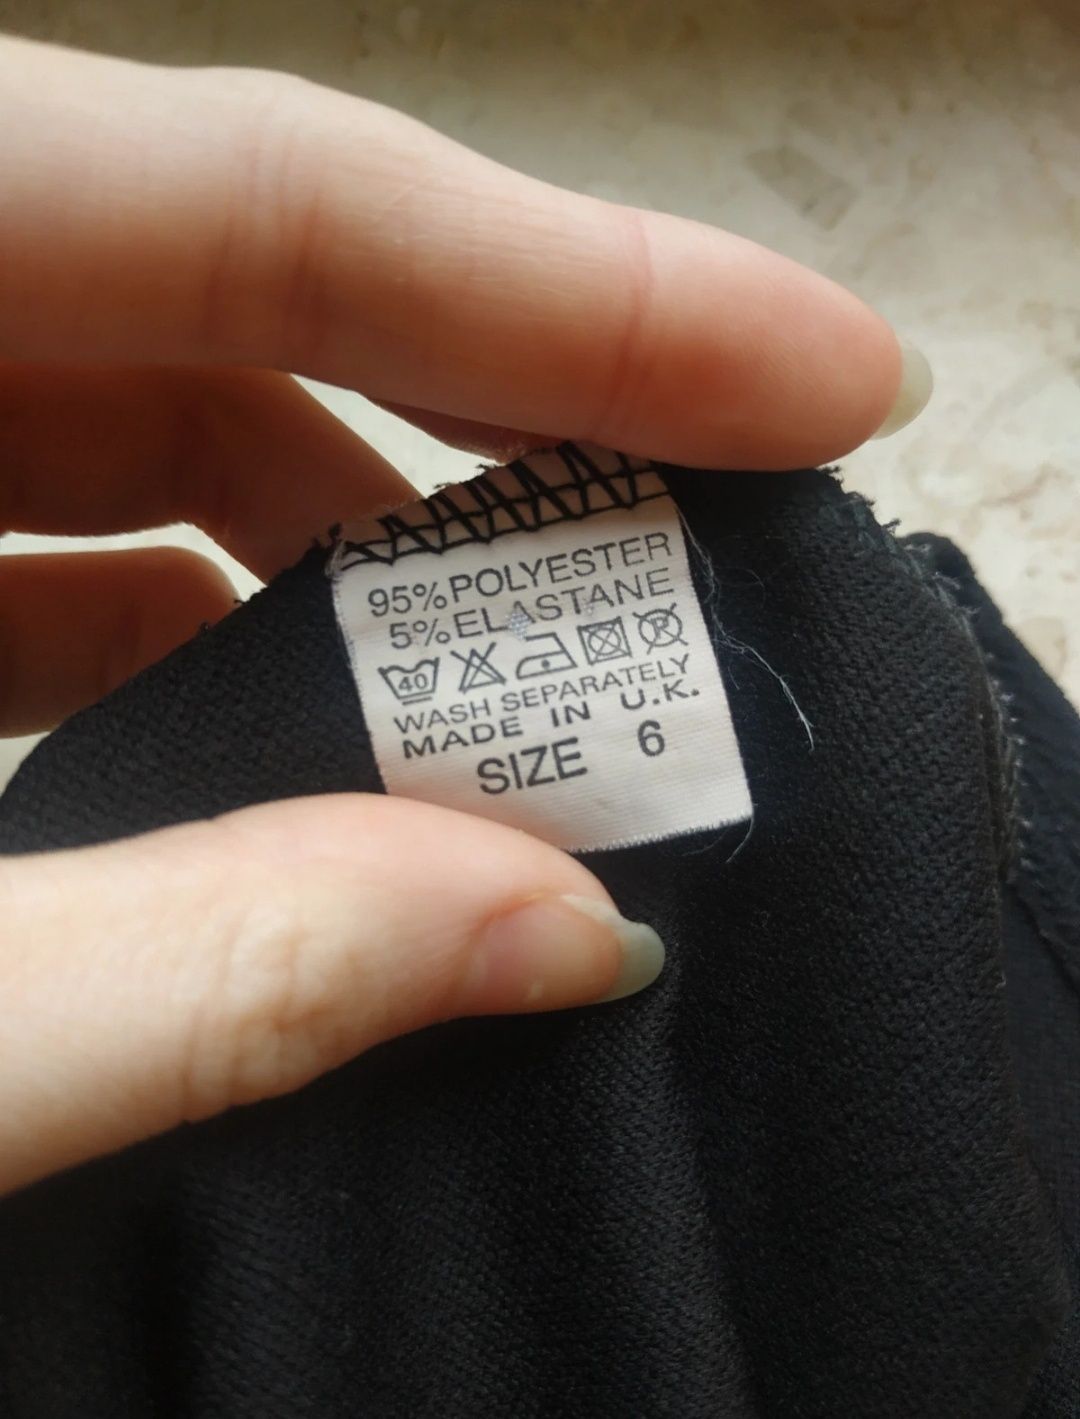 95% POLYESTER
5% ELASTANE
40 P
WASH SEPARATELY
MADE IN U.K.
SIZE 6